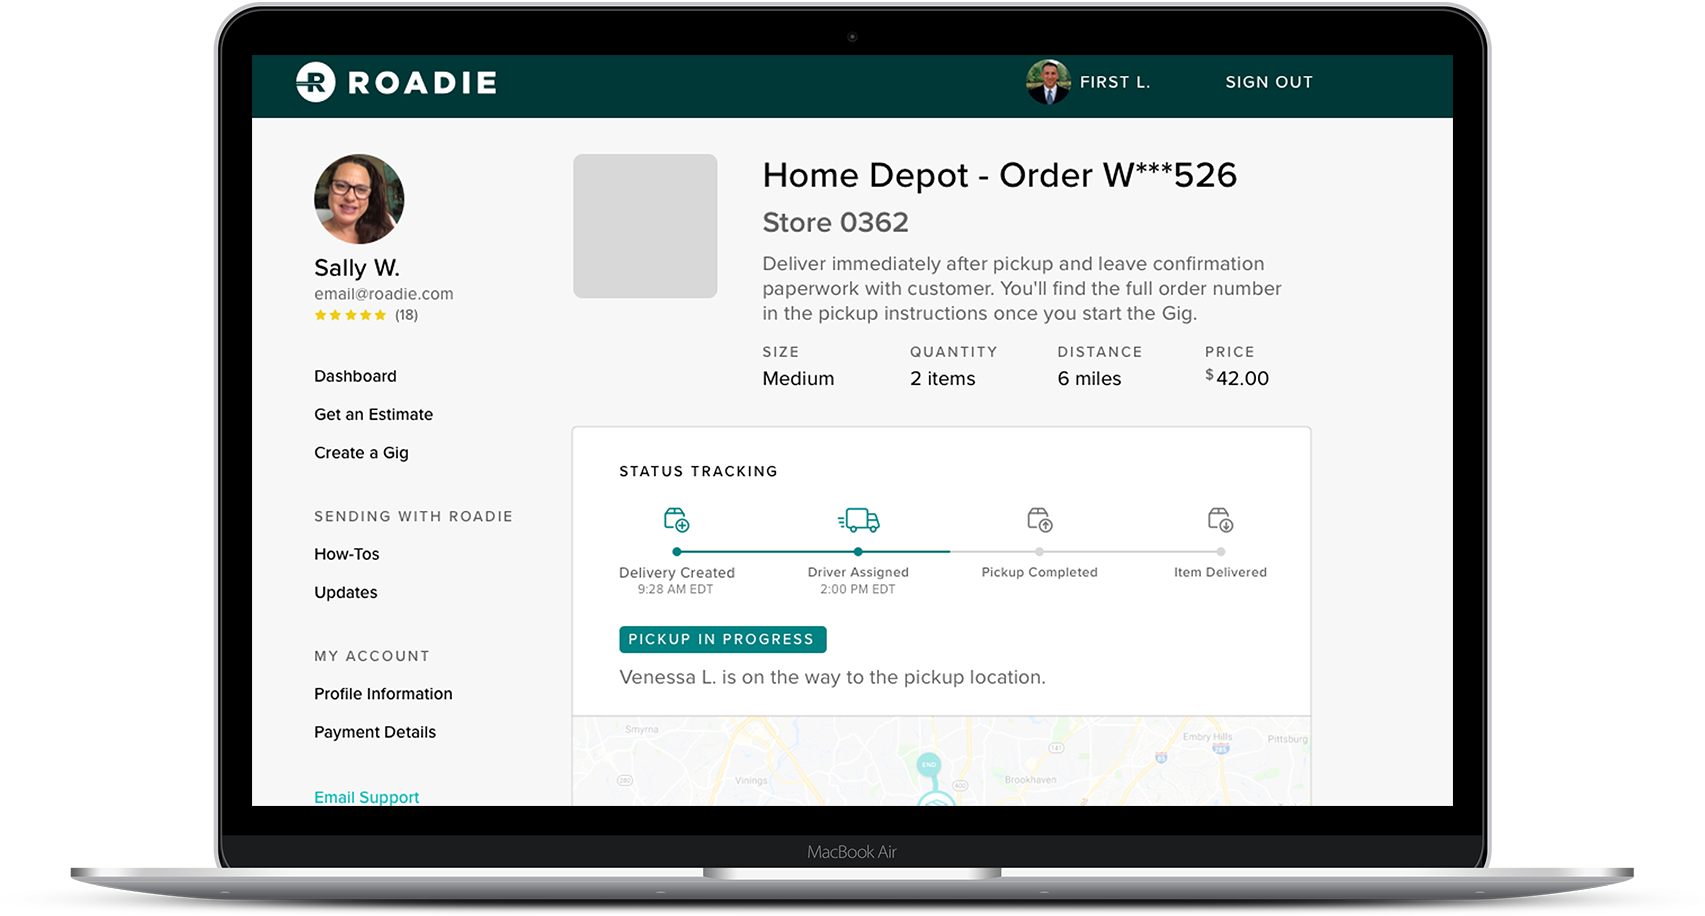 ROADIE
FIRST L.
SIGN OUT
Sally W.
email@roadie.com
(18)
Dashboard
Get an Estimate
Create a Gig
SENDING WITH ROADIE
How-Tos
Updates
MY ACCOUNT
Profile Information
Payment Details
Email Support
Home Depot - Order W***526
Store 0362
Deliver immediately after pickup and leave confirmation
paperwork with customer. You'll find the full order number
in the pickup instructions once you start the Gig.
SIZE
Medium
QUANTITY
2 items
DISTANCE
6 miles
PRICE
$42.00
STATUS TRACKING
Delivery Created
9:28 AM EDT
Driver Assigned
2:00 PM EDT
Pickup Completed
Item Delivered
PICKUP IN PROGRESS
Venessa L. is on the way to the pickup location.
Smyrna
Vinings
280
END
141
400
Brookhaven
85
Embry Hills
285
Pittsburg
MacBook Air